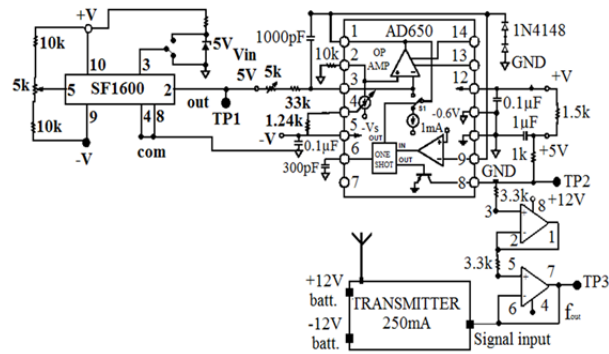 +V
10k
5k
10k
-V
5
10
3
SF1600
2
9
4
8
com
5V
Vin
out
TP1
5V
5k
33k
1000pF
10k
1.24k
-V
0.1µF
300pF
AD650
1
2
3
4
5
6
7
OP
AMP
14
13
12
-0.6V
9
8
S1
1mA
-Vs
OUT
IN
OUT
ONE
SHOT
1N4148
GND
+V
0.1µF
1µF
1.5k
1k
+5V
GND
TP2
3.3k
+12V
3
8
2
1
3.3k
5
7
6
4
TP3
fout
+12V
batt.
-12V
batt.
TRANSMITTER
250mA
Signal input